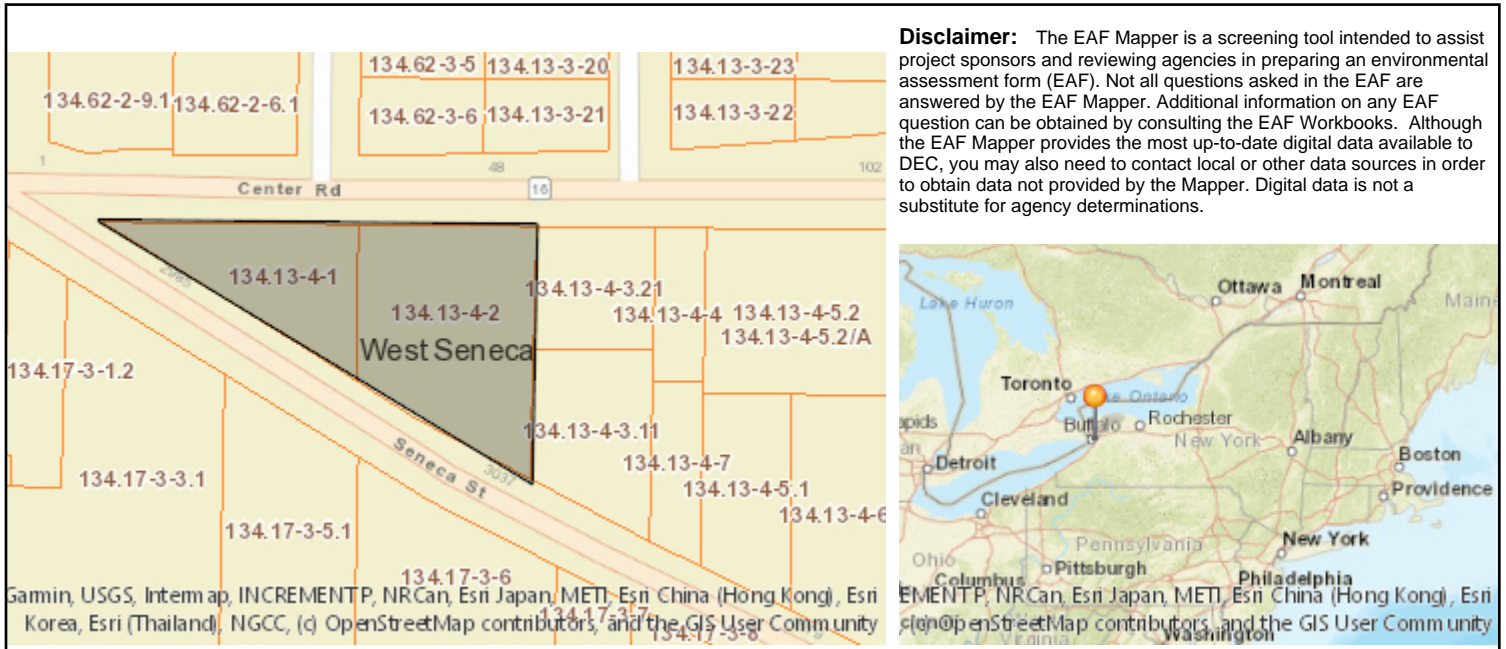 Disclaimer: The EAF Mapper is a screening tool intended to assist
project sponsors and reviewing agencies in preparing an environmental
assessment form (EAF). Not all questions asked in the EAF are
answered by the EAF Mapper. Additional information on any EAF
question can be obtained by consulting the EAF Workbooks. Although
the EAF Mapper provides the most up-to-date digital data available to
DEC, you may also need to contact local or other data sources in order
to obtain data not provided by the Mapper. Digital data is not a
substitute for agency determinations.
134.62-3-5 134.13-3-20 134.13-3-23
134.62-2-9.1 134.62-2-6.1
134.62-3-6 134.13-3-21 134.13-3-22
1 48 102
Center Rd 16
2985
134.13-4-1
134.13-4-2
134.13-4-3.21
134.13-4-4 134.13-4-5.2
134.13-4-5.2/A
West Seneca
134.17-3-1.2
134.13-4-3.11
134.13-4-7
Seneca St 3037
134.17-3-3.1
134.13-4-5.1
134.13-4-6
134.17-3-5.1
134.17-3-6
134.17-3-7
134.17-3-8
Garmin, USGS, Intermap, INCREMENT P, NRCan, Esri Japan, METI, Esri China (Hong Kong), Esri
Korea, Esri (Thailand), NGCC, (c) OpenStreetMap contributors, and the GIS User Community
Ottawa Montreal
Lake Huron
Maine
Toronto
Lake Ontario
Buffalo Rochester
New York
Albany
Detroit
Boston
Providence
Cleveland
New York
Pennsylvania
Ohio
Pittsburgh
Columbus
Philadelphia
EMENT P, NRCan, Esri Japan, METI, Esri China (Hong Kong), Esri
(c) OpenStreetMap contributors, and the GIS User Community
Virginia
Washington